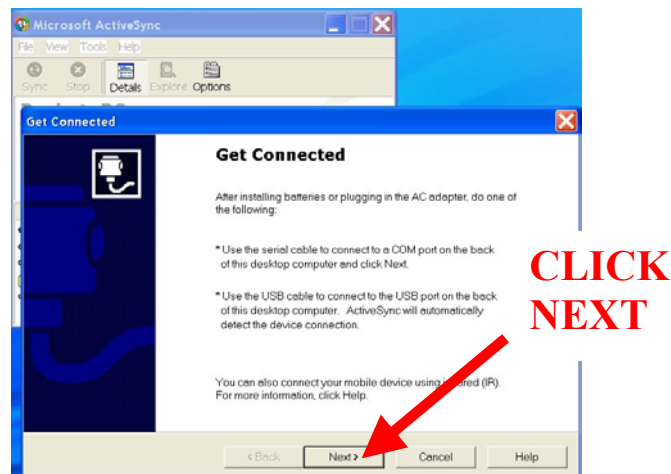 Microsoft ActiveSync
File View Tools Help
Sync Stop Details Explore Options
Get Connected
Get Connected
After installing batteries or plugging in the AC adapter, do one of
the following:
* Use the serial cable to connect to a COM port on the back
of this desktop computer and click Next.
* Use the USB cable to connect to the USB port on the back
of this desktop computer. ActiveSync will automatically
detect the device connection.
CLICK
NEXT
You can also connect your mobile device using infrared (IR).
For more information, click Help.
< Back Next > Cancel Help